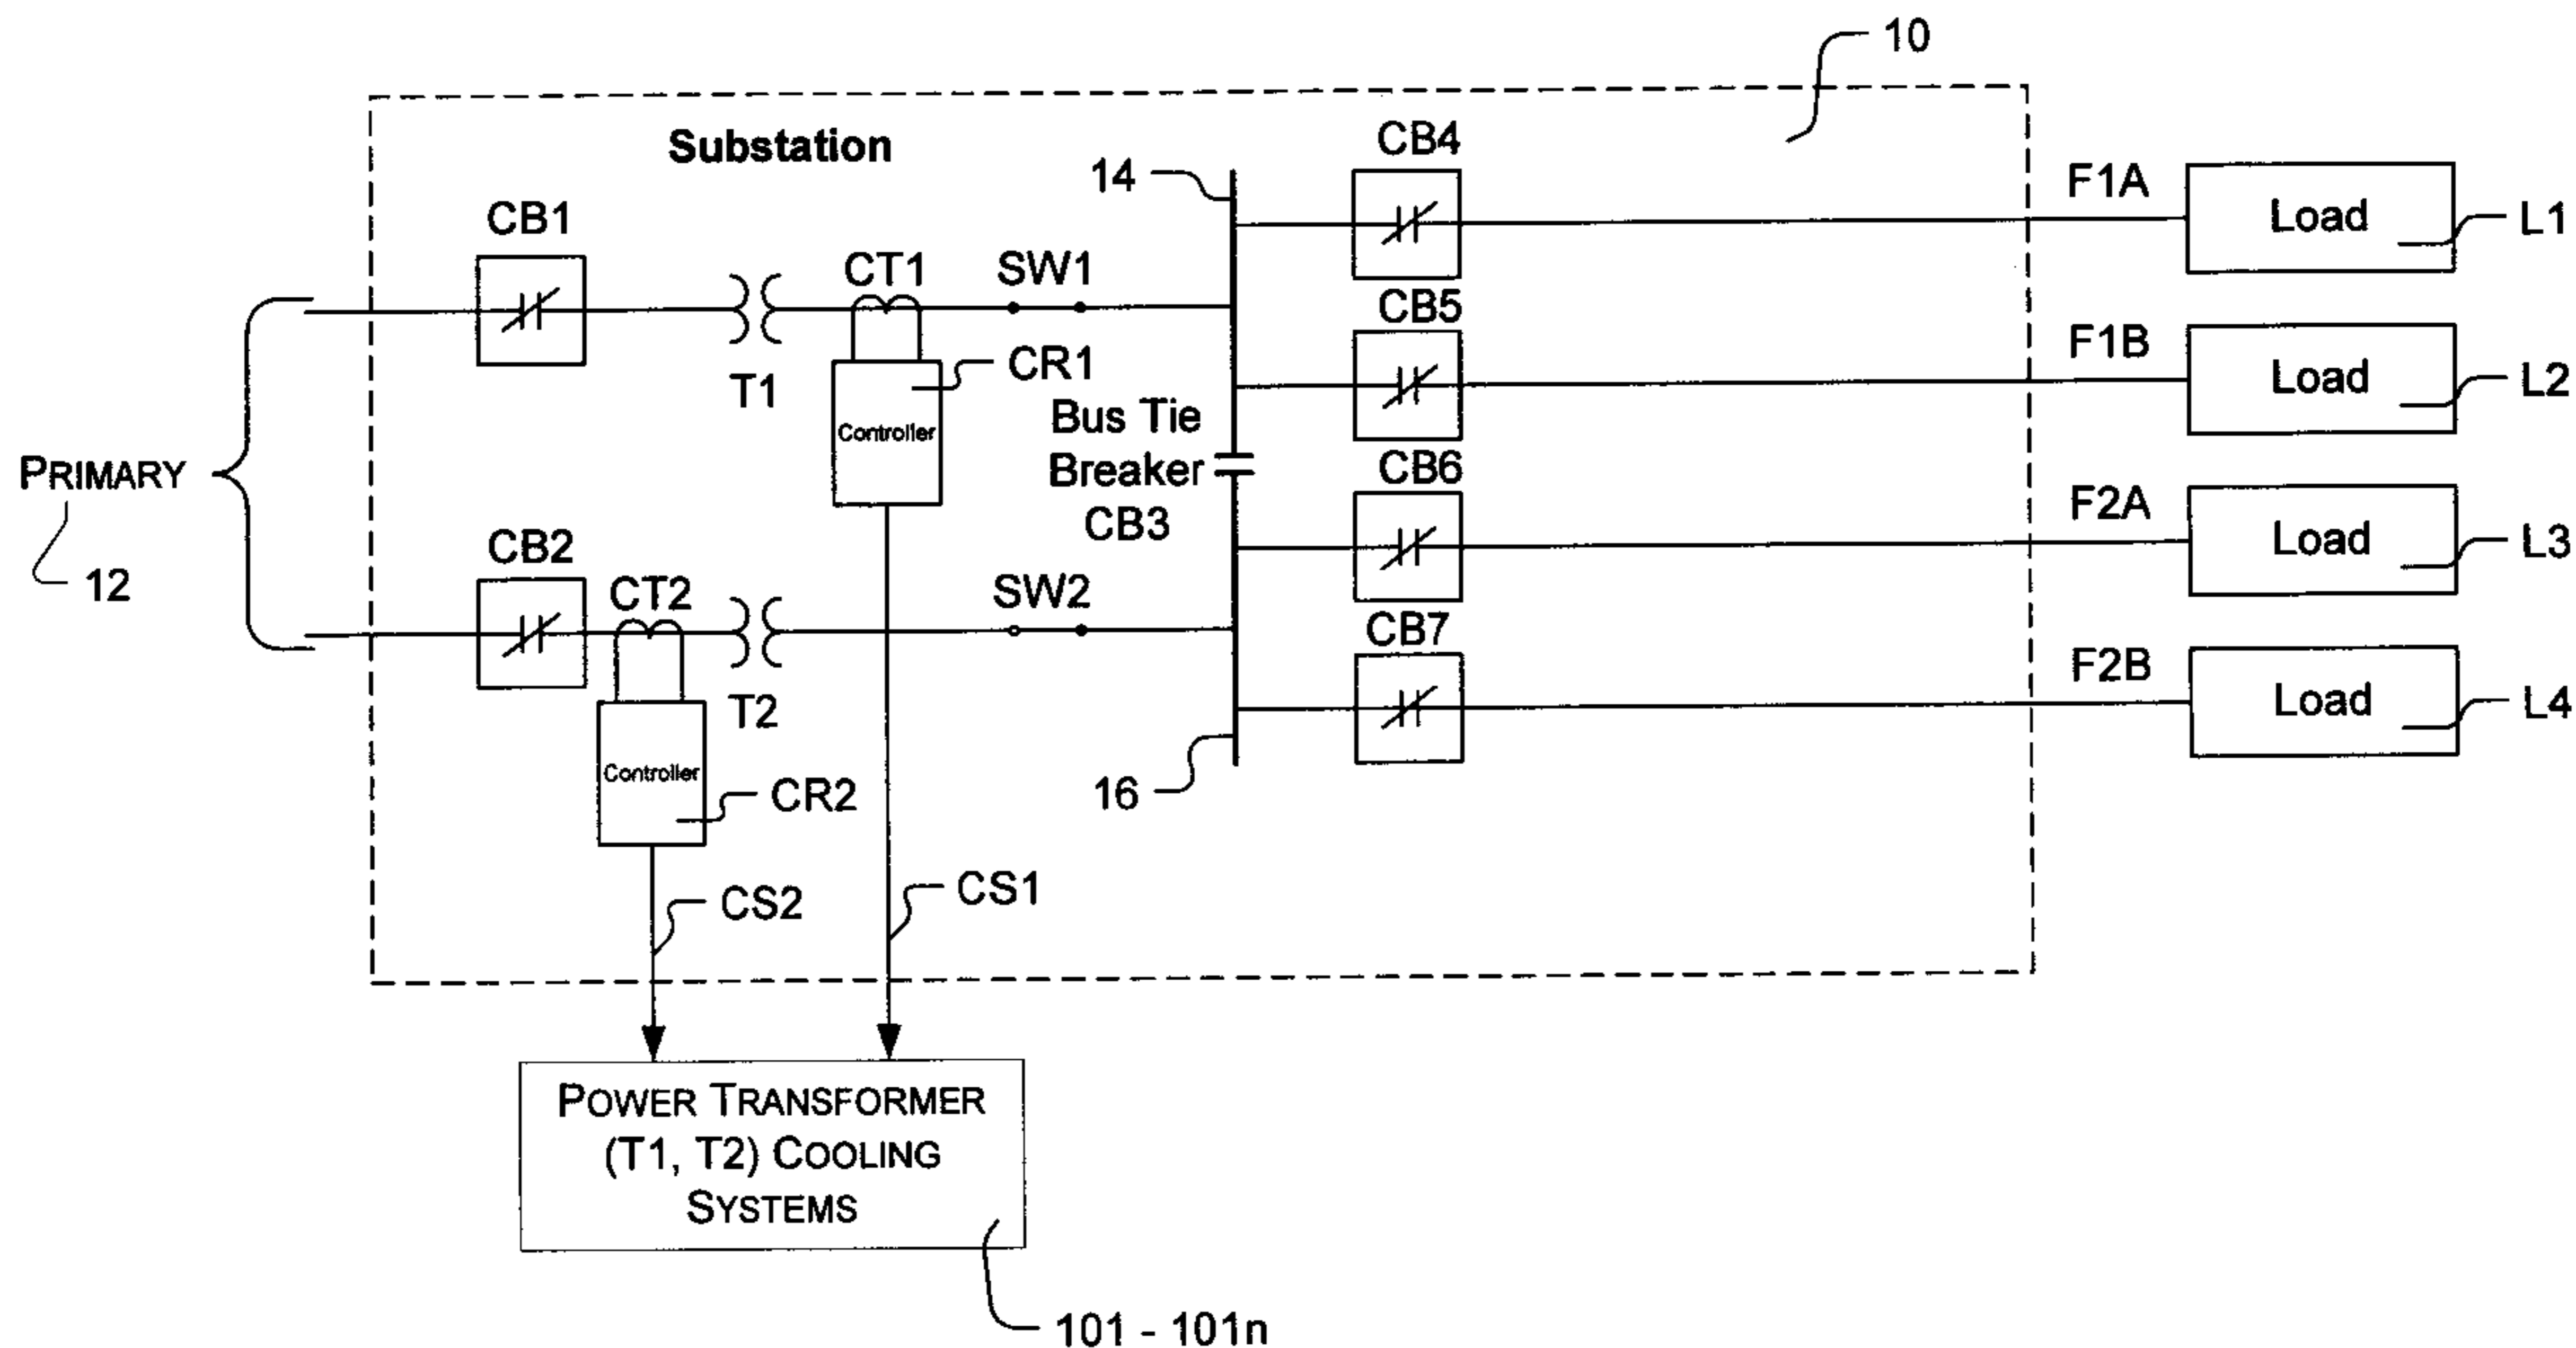 10
Substation
CB4
14
F1A
Load
L1
CB1
CT1
SW1
CB5
F1B
Load
L2
CR1
T1
Controller
Bus Tie
Breaker
CB3
PRIMARY
12
CB6
F2A
Load
L3
CB2
CT2
SW2
CB7
F2B
Load
L4
T2
Controller
CR2
16
CS2
CS1
POWER TRANSFORMER
(T1, T2) COOLING
SYSTEMS
101 - 101n